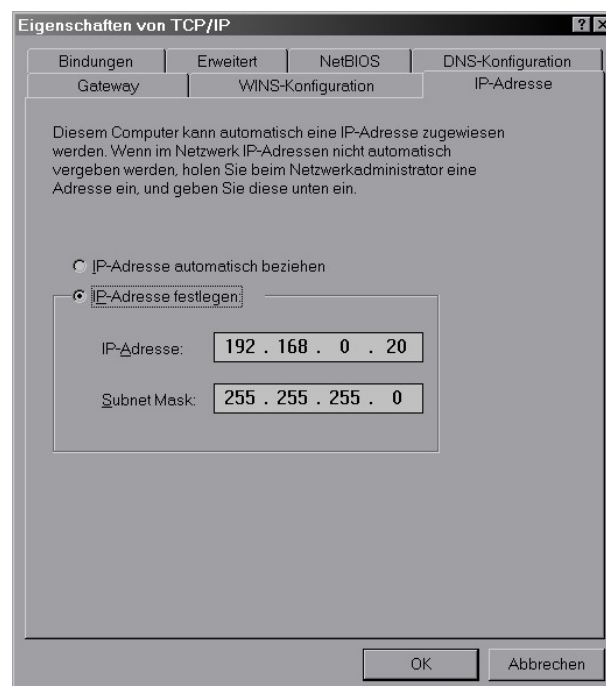 Eigenschaften von TCP/IP
Bindungen Erweitert NetBIOS DNS-Konfiguration
Gateway WINS-Konfiguration IP-Adresse
Diesem Computer kann automatisch eine IP-Adresse zugewiesen
werden. Wenn im Netzwerk IP-Adressen nicht automatisch
vergeben werden, holen Sie beim Netzwerkadministrator eine
Adresse ein, und geben Sie diese unten ein.
IP-Adresse automatisch beziehen
IP-Adresse festlegen:
IP-Adresse: 192 . 168 . 0 . 20
Subnet Mask: 255 . 255 . 255 . 0
OK Abbrechen